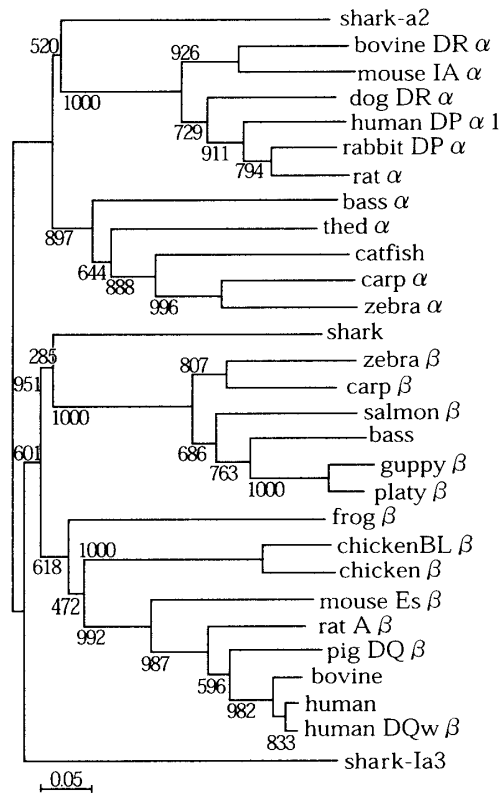 shark-a2
520
926
bovine DR α
mouse IA α
1000
dog DR α
729
human DP α 1
911
rabbit DP α
794
rat α
bass α
897
thed α
644
catfish
888
carp α
996
zebra α
shark
285
zebra β
807
951
carp β
1000
salmon β
bass
686
601
763
guppy β
1000
platy β
frog β
1000
chickenBL β
618
chicken β
472
mouse Es β
992
rat A β
987
pig DQ β
596
bovine
982
human
human DQw β
833
shark-Ia3
0.05